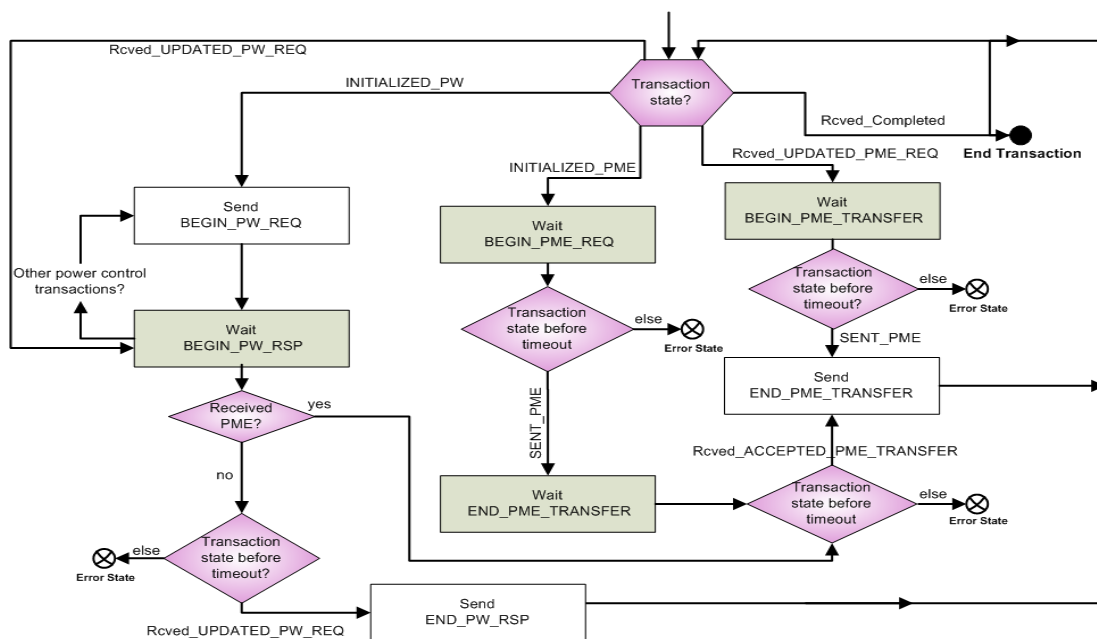 Rcved_UPDATED_PW_REQ
INITIALIZED_PW
Transaction
state?
Rcved_Completed
End Transaction
INITIALIZED_PME
Rcved_UPDATED_PME_REQ
Send
BEGIN_PW_REQ
Wait
BEGIN_PME_REQ
Wait
BEGIN_PME_TRANSFER
Other power control
transactions?
Transaction
state before
timeout
else
Error State
Transaction
state before
timeout?
else
Error State
Wait
BEGIN_PW_RSP
SENT_PME
Send
END_PME_TRANSFER
Received
PME?
yes
no
SENT_PME
Rcved_ACCEPTED_PME_TRANSFER
Wait
END_PME_TRANSFER
Transaction
state before
timeout
else
Error State
Transaction
state before
timeout?
else
Error State
Rcved_UPDATED_PW_REQ
Send
END_PW_RSP